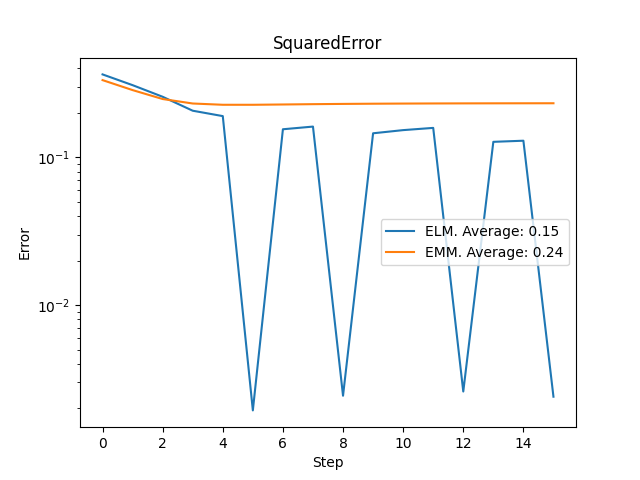 SquaredError
Error
10⁻¹
10⁻²
ELM. Average: 0.15
EMM. Average: 0.24
0 2 4 6 8 10 12 14
Step